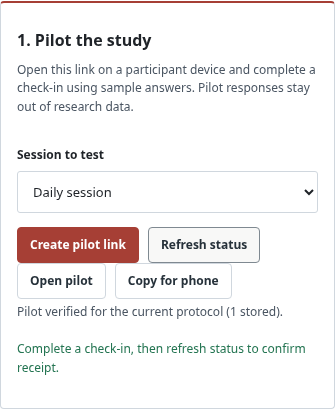 1. Pilot the study
Open this link on a participant device and complete a
check-in using sample answers. Pilot responses stay
out of research data.
Session to test
Daily session
Create pilot link
Refresh status
Open pilot
Copy for phone
Pilot verified for the current protocol (1 stored).
Complete a check-in, then refresh status to confirm
receipt.